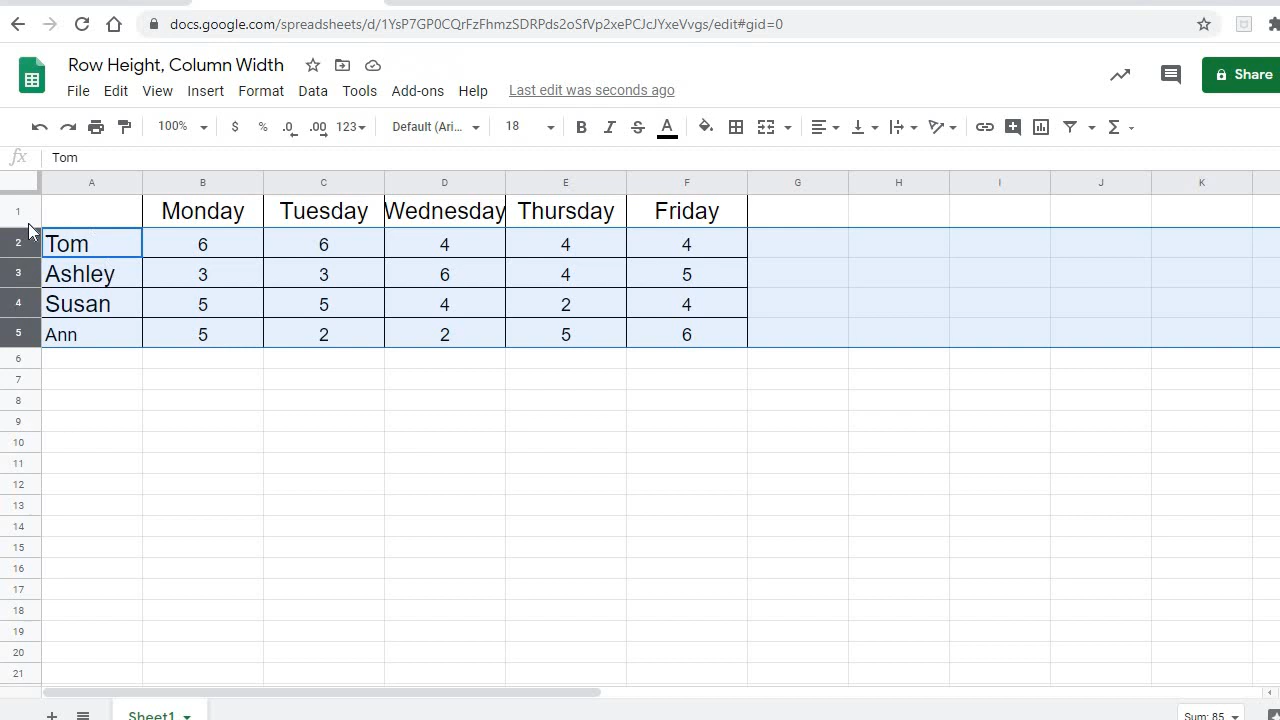 docs.google.com/spreadsheets/d/1YsP7GP0CQrFzFhmzSDRPds2oSfVp2xePCJcJYxeVvgs/edit#gid=0
Row Height, Column Width
File Edit View Insert Format Data Tools Add-ons Help Last edit was seconds ago
Share
100% $ % .0 .00 123 Default (Ari... 18 B I S A Σ
fx Tom
A B C D E F G H I J K
1 Monday Tuesday Wednesday Thursday Friday
2 Tom 6 6 4 4 4
3 Ashley 3 3 6 4 5
4 Susan 5 5 4 2 4
5 Ann 5 2 2 5 6
6
7
8
9
10
11
12
13
14
15
16
17
18
19
20
21
Sheet1 Sum: 85